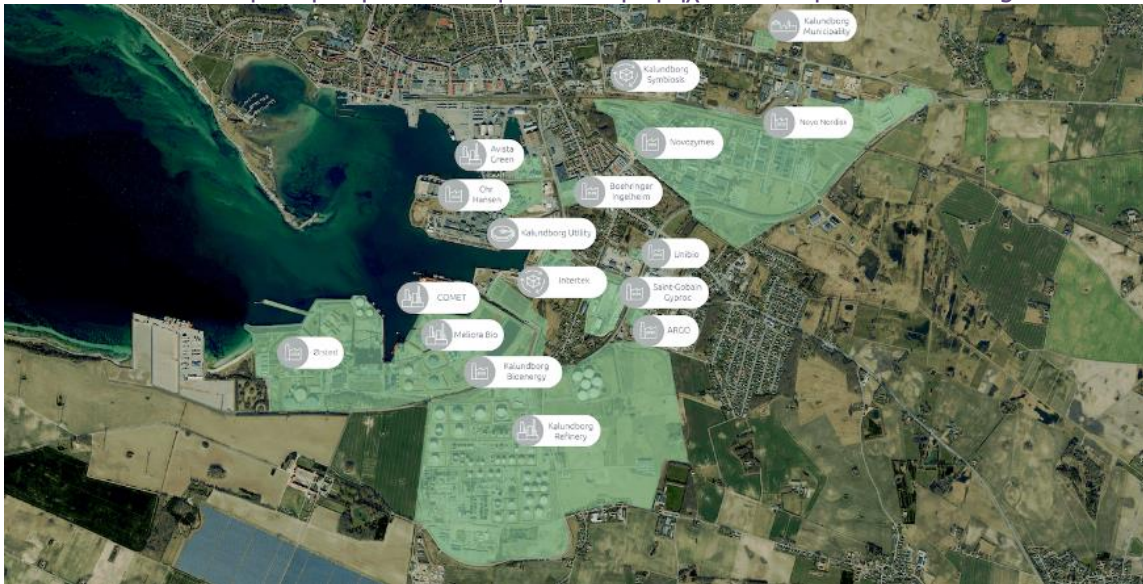 Kalundborg
Municipality
Kalundborg
Symbiosis
Novo Nordisk
Novozymes
Avista
Green
Chr
Hansen
Boehringer
Ingelheim
Kalundborg Utility
Unibio
Intertek
Saint-Gobain
Gyproc
COMET
ARGO
Meliora Bio
Ørsted
Kalundborg
Bioenergy
Kalundborg
Refinery